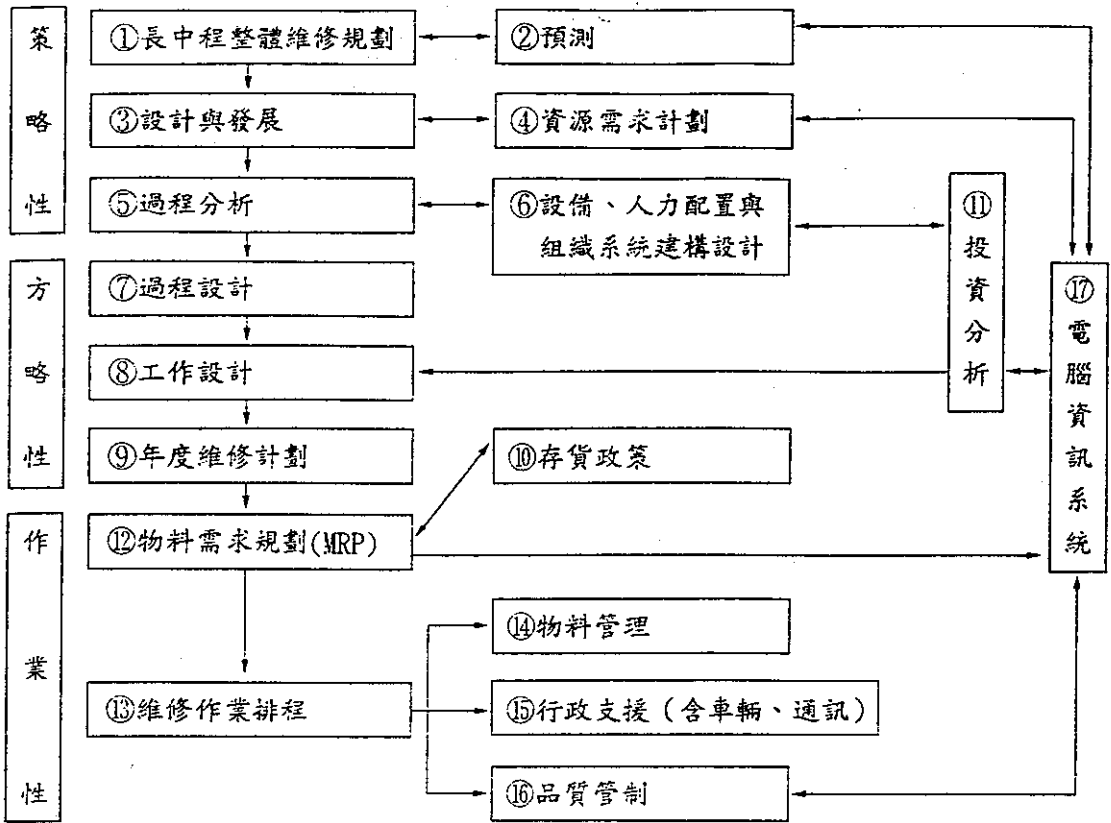 策略性
①長中程整體維修規劃
②預測
③設計與發展
④資源需求計劃
⑤過程分析
⑥設備、人力配置與
組織系統建構設計
⑪投資分析
⑰電腦資訊系統
方略性
⑦過程設計
⑧工作設計
⑨年度維修計劃
⑩存貨政策
作業性
⑫物料需求規劃(MRP)
⑬維修作業排程
⑭物料管理
⑮行政支援（含車輛、通訊）
⑯品質管制